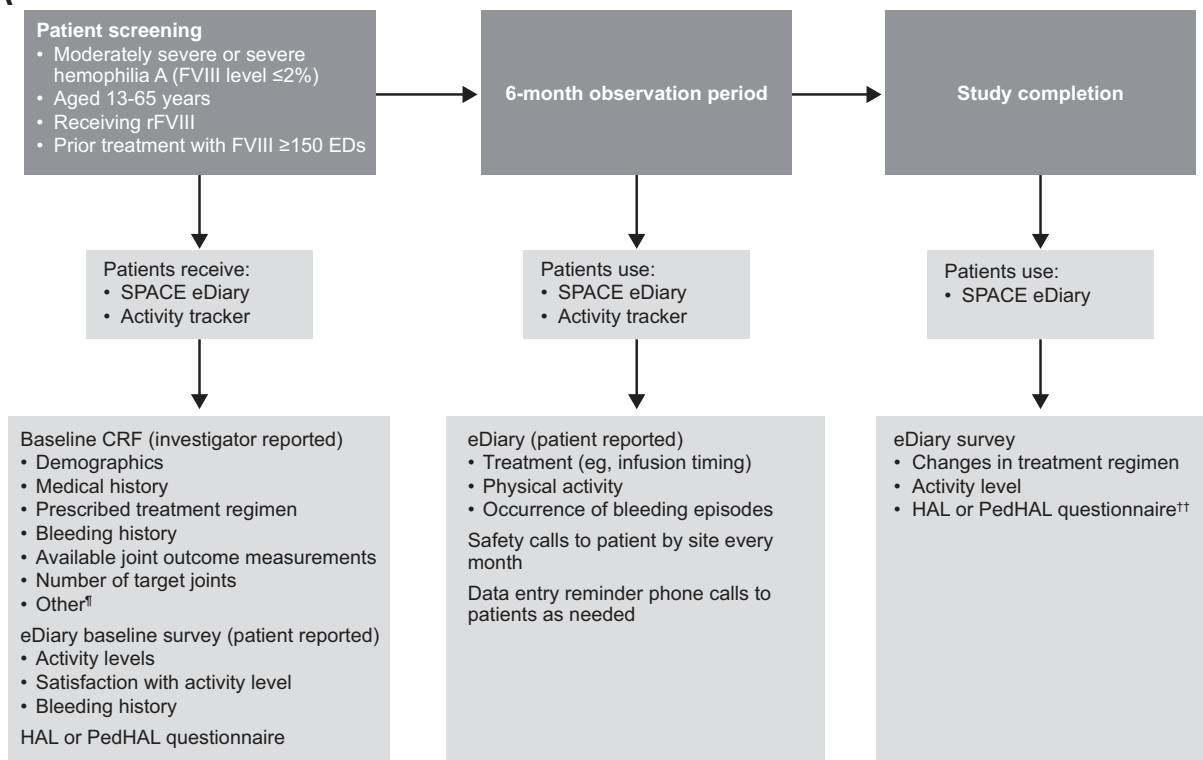 Patient screening
• Moderately severe or severe
hemophilia A (FVIII level ≤2%)
• Aged 13-65 years
• Receiving rFVIII
• Prior treatment with FVIII ≥150 EDs
6-month observation period
Study completion
Patients receive:
• SPACE eDiary
• Activity tracker
Patients use:
• SPACE eDiary
• Activity tracker
Patients use:
• SPACE eDiary
Baseline CRF (investigator reported)
• Demographics
• Medical history
• Prescribed treatment regimen
• Bleeding history
• Available joint outcome measurements
• Number of target joints
• Other¶
eDiary baseline survey (patient reported)
• Activity levels
• Satisfaction with activity level
• Bleeding history
HAL or PedHAL questionnaire
eDiary (patient reported)
• Treatment (eg, infusion timing)
• Physical activity
• Occurrence of bleeding episodes
Safety calls to patient by site every
month
Data entry reminder phone calls to
patients as needed
eDiary survey
• Changes in treatment regimen
• Activity level
• HAL or PedHAL questionnaire††